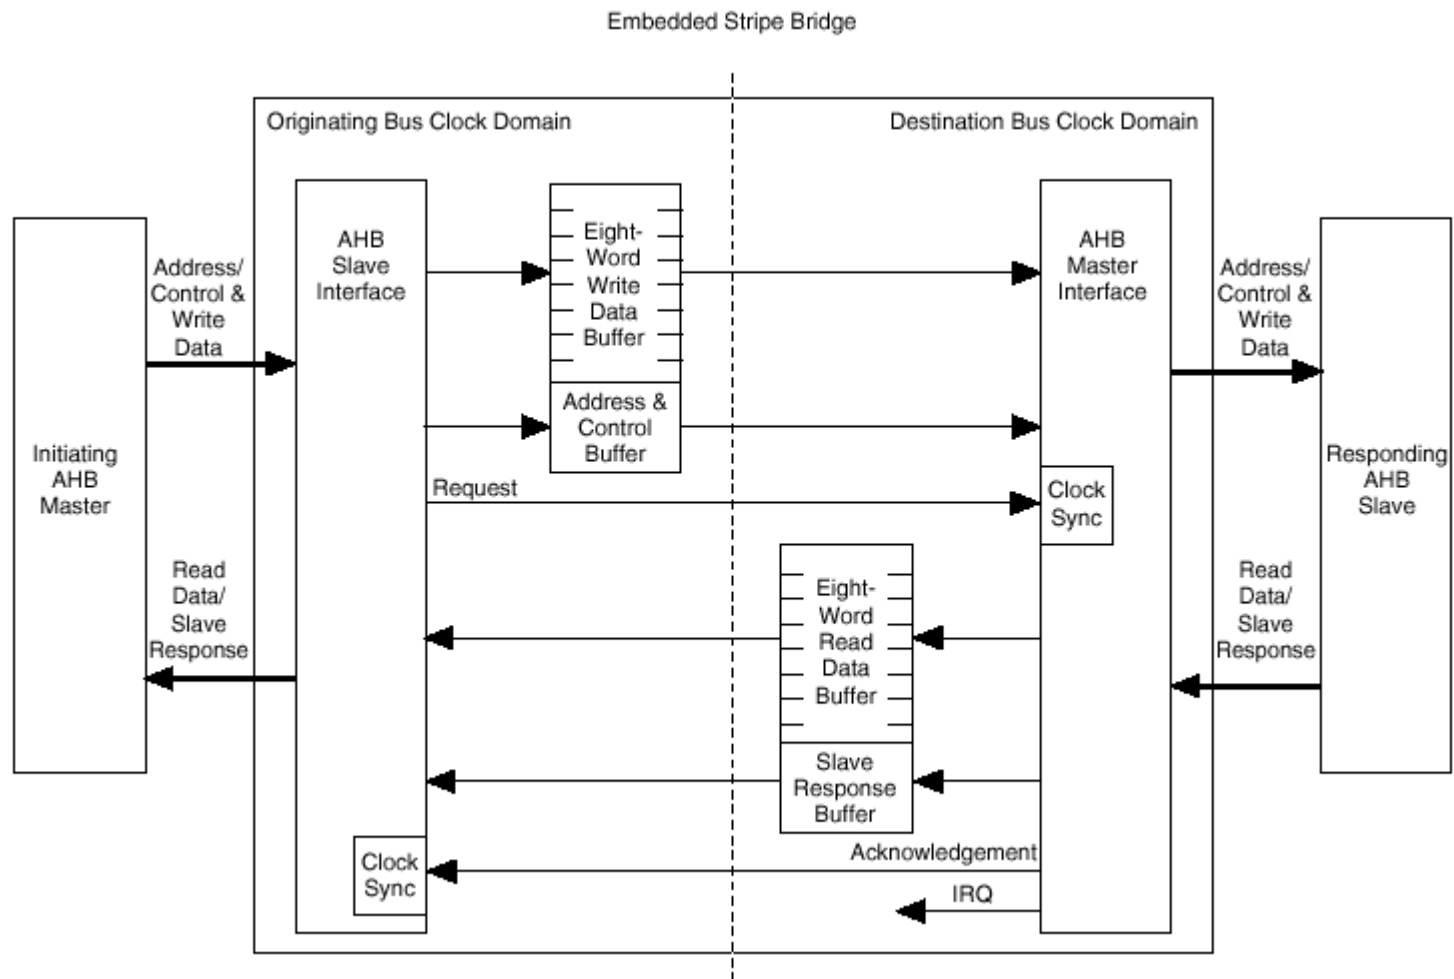 Embedded Stripe Bridge
Originating Bus Clock Domain
Destination Bus Clock Domain
Initiating
AHB
Master
Address/
Control &
Write
Data
Read
Data/
Slave
Response
AHB
Slave
Interface
Eight-
Word
Write
Data
Buffer
Address &
Control
Buffer
Request
Clock
Sync
Eight-
Word
Read
Data
Buffer
Slave
Response
Buffer
Acknowledgement
IRQ
Clock
Sync
AHB
Master
Interface
Address/
Control &
Write
Data
Read
Data/
Slave
Response
Responding
AHB
Slave